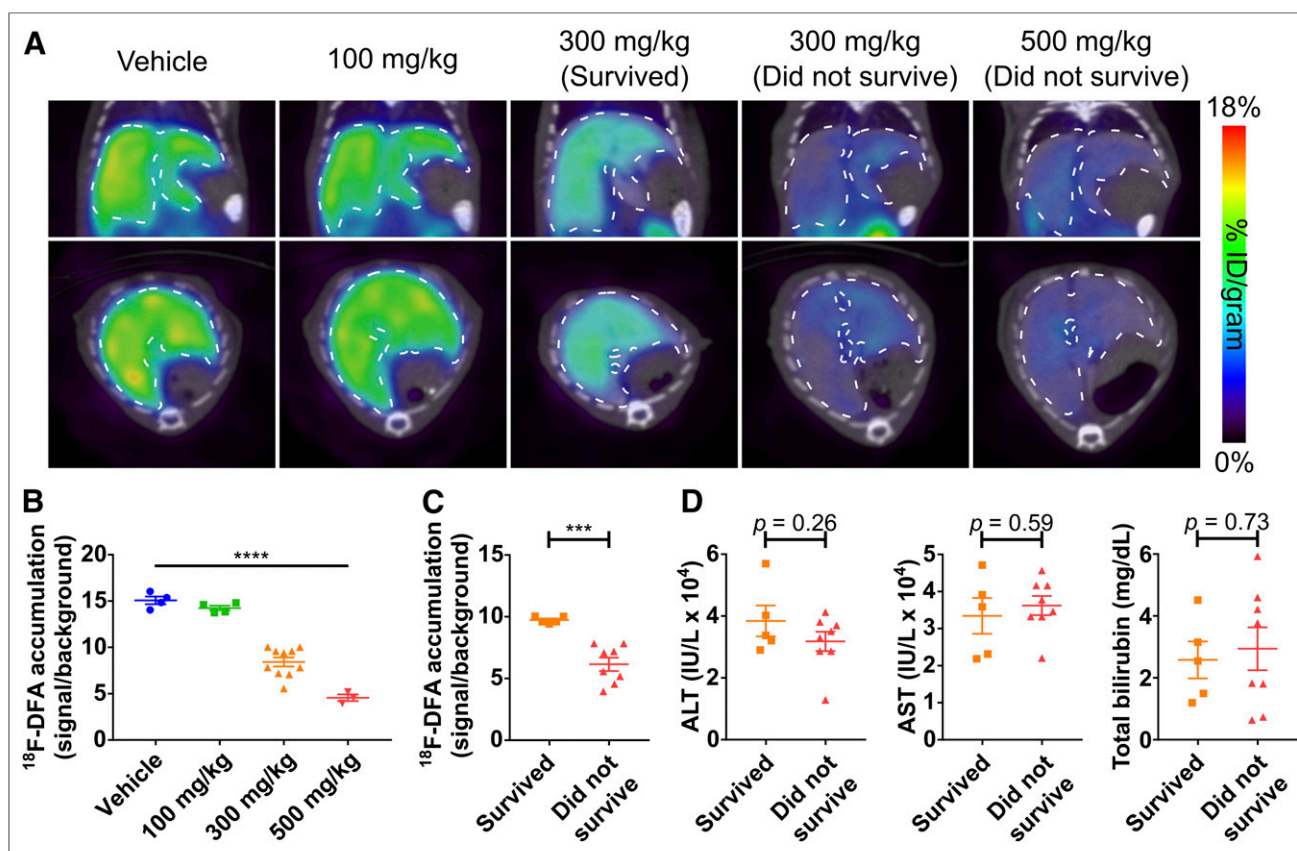 A
Vehicle
100 mg/kg
300 mg/kg
(Survived)
300 mg/kg
(Did not survive)
500 mg/kg
(Did not survive)
18%
% ID/gram
0%
B
¹⁸F-DFA accumulation
(signal/background)
20
15
10
5
0
****
Vehicle
100 mg/kg
300 mg/kg
500 mg/kg
C
¹⁸F-DFA accumulation
(signal/background)
15
10
5
0
***
Survived
Did not
survive
D
ALT (IU/L x 10⁴)
6
4
2
0
p = 0.26
Survived
Did not
survive
AST (IU/L x 10⁴)
5
4
3
2
1
0
p = 0.59
Survived
Did not
survive
Total bilirubin (mg/dL)
6
4
2
0
p = 0.73
Survived
Did not
survive